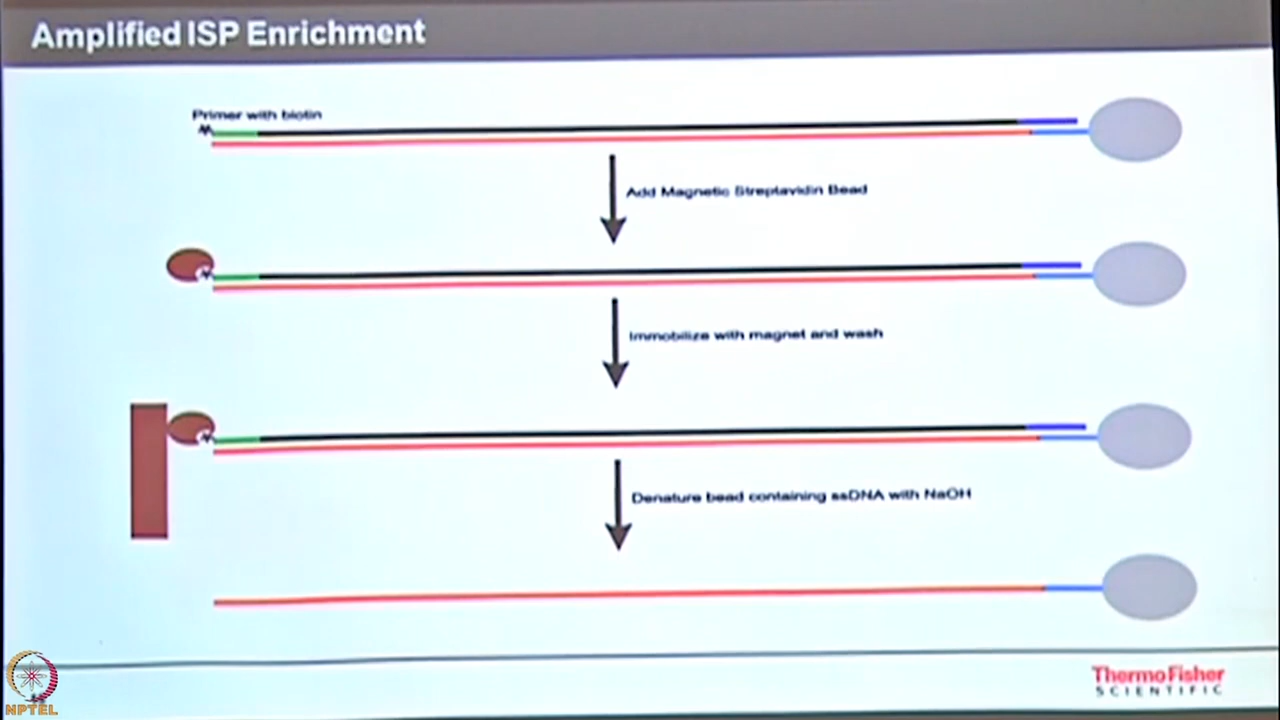 Amplified ISP Enrichment
Primer with biotin
Add Magnetic Streptavidin Bead
Immobilize with magnet and wash
Denature bead containing ssDNA with NaOH
ThermoFisher
SCIENTIFIC
NPTEL